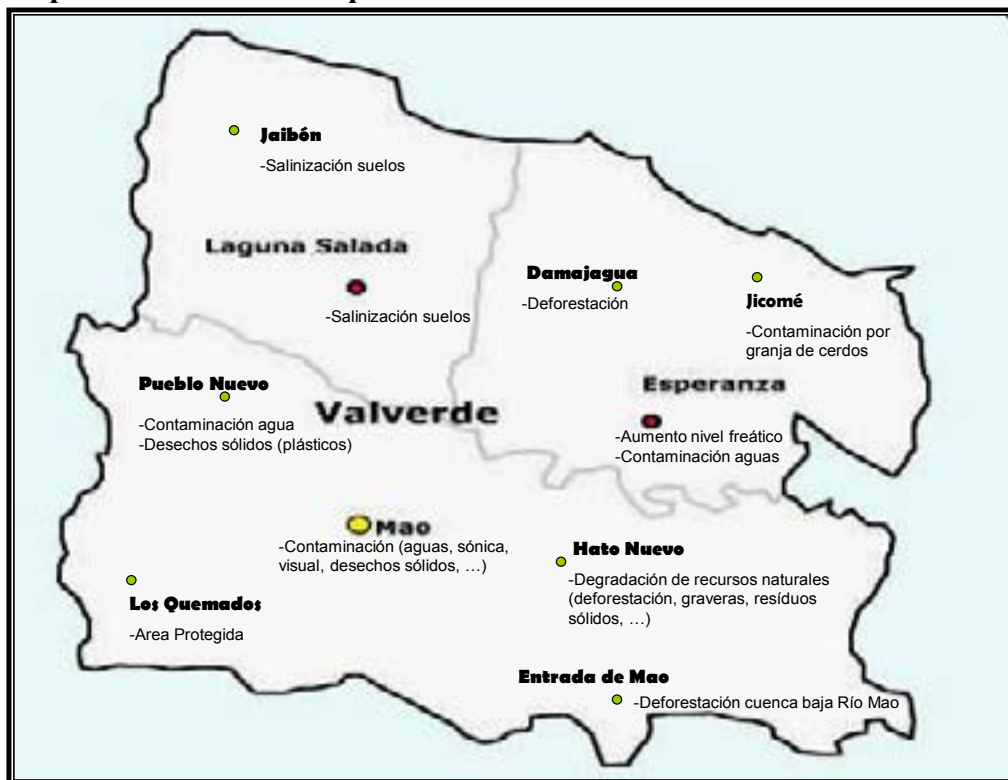 Jaibón
-Salinización suelos
Laguna Salada
-Salinización suelos
Damajagua
-Deforestación
Jicomé
-Contaminación por
granja de cerdos
Esperanza
-Aumento nivel freático
-Contaminación aguas
Pueblo Nuevo
-Contaminación agua
-Desechos sólidos (plásticos)
Valverde
Mao
-Contaminación (aguas, sónica,
visual, desechos sólidos, ...)
Hato Nuevo
-Degradación de recursos naturales
(deforestación, graveras, resíduos
sólidos, ...)
Los Quemados
-Area Protegida
Entrada de Mao
-Deforestación cuenca baja Río Mao